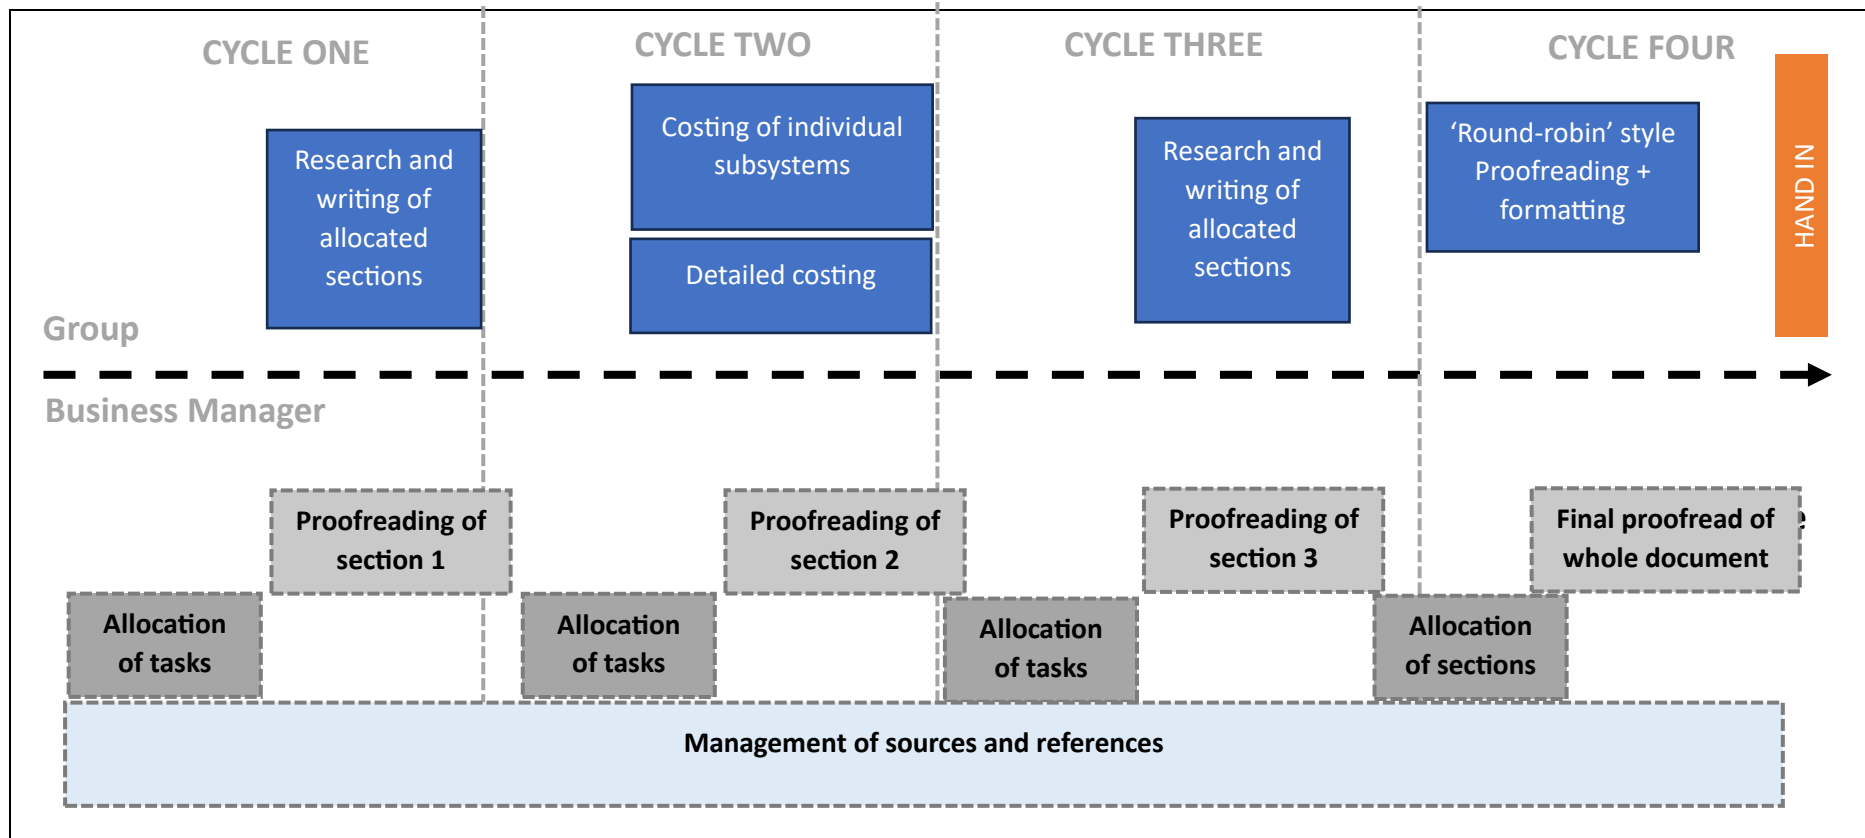 CYCLE ONE
CYCLE TWO
CYCLE THREE
CYCLE FOUR
Research and
writing of
allocated
sections
Costing of individual
subsystems
Detailed costing
Research and
writing of
allocated
sections
‘Round-robin’ style
Proofreading +
formatting
HAND IN
Group
Business Manager
Proofreading of
section 1
Proofreading of
section 2
Proofreading of
section 3
Final proofread of
whole document
Allocation
of tasks
Allocation
of tasks
Allocation
of tasks
Allocation
of sections
Management of sources and references